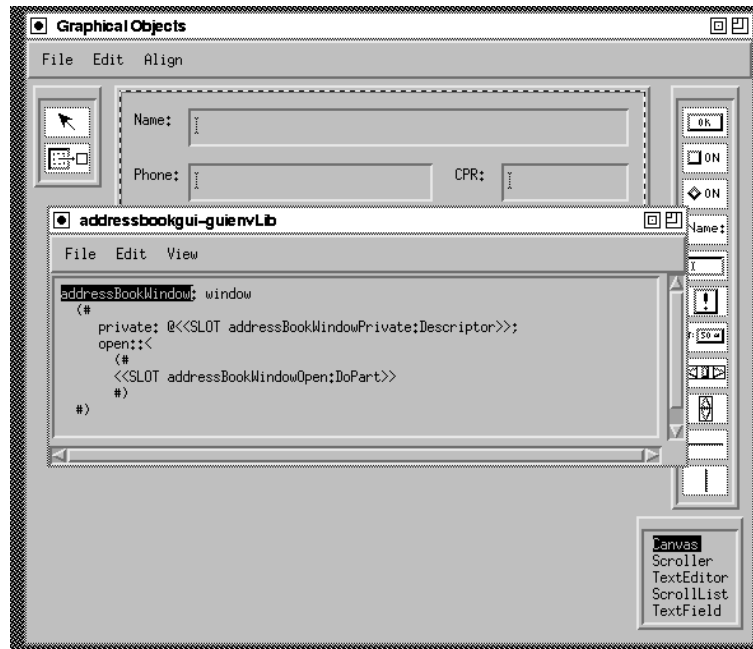 Graphical Objects
File Edit Align
Name:
Phone: CPR:
OK
ON
ON
Name:
addressbookgui-guienvLib
File Edit View
addressBookWindow: window
(#
private: @<<SLOT addressBookWindowPrivate:Descriptor>>;
open::<
(#
<<SLOT addressBookWindowOpen:DoPart>>
#)
#)
50
Canvas
Scroller
TextEditor
ScrollList
TextField